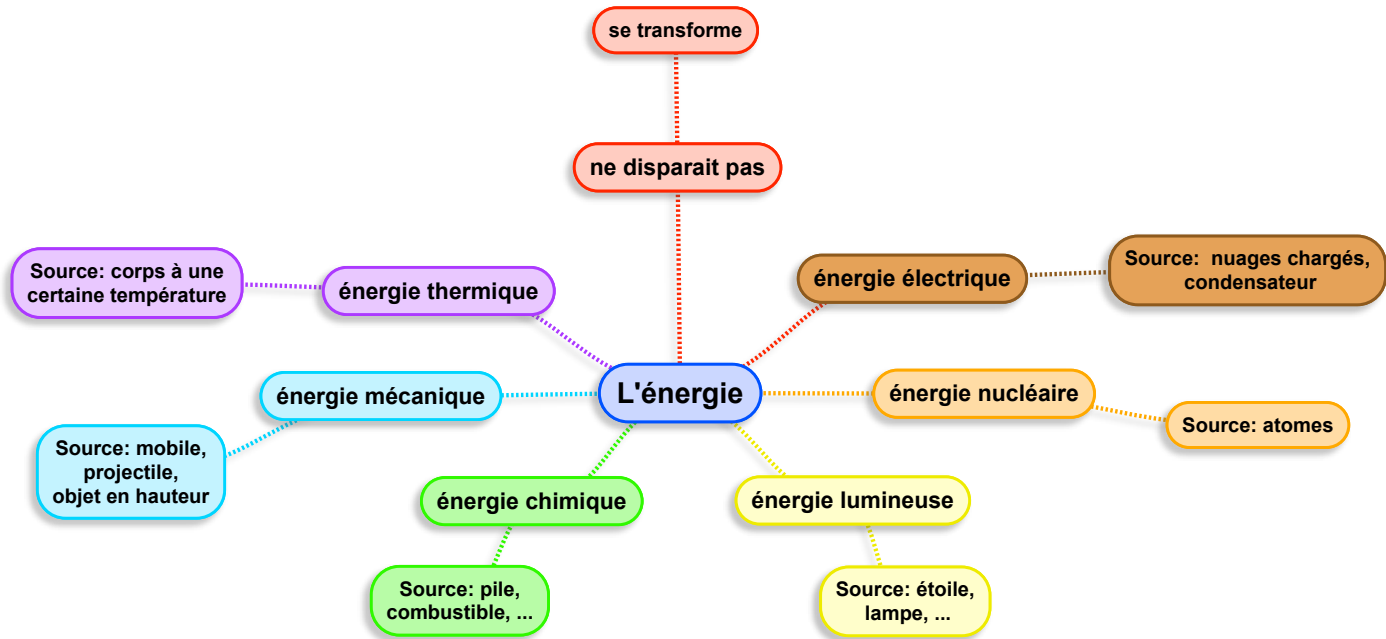 se transforme
ne disparait pas
Source: corps à une
certaine température
énergie thermique
énergie électrique
Source:  nuages chargés,
condensateur
énergie mécanique
L'énergie
énergie nucléaire
Source: atomes
Source: mobile,
projectile,
objet en hauteur
énergie chimique
énergie lumineuse
Source: pile,
combustible, ...
Source: étoile,
lampe, ...